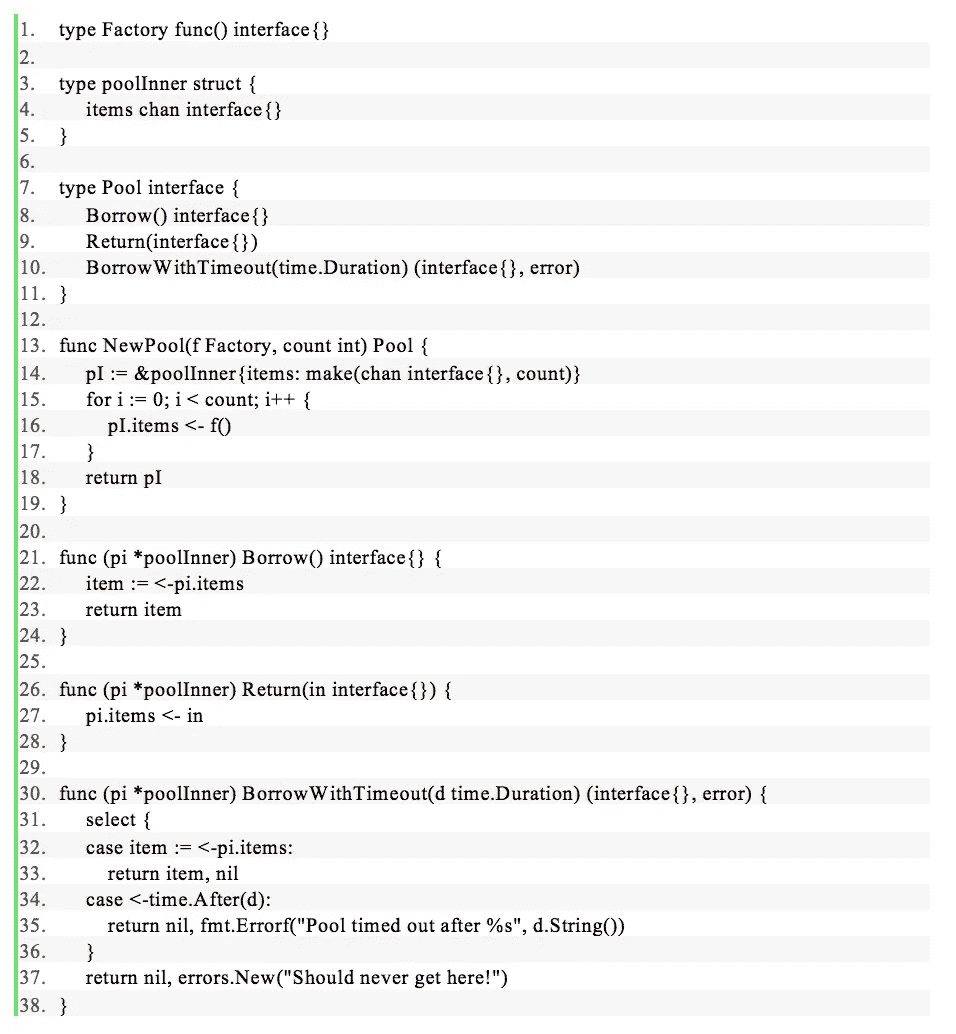 1. type Factory func() interface{}
2.
3. type poolInner struct {
4. items chan interface{}
5. }
6.
7. type Pool interface {
8. Borrow() interface{}
9. Return(interface{})
10. BorrowWithTimeout(time.Duration) (interface{}, error)
11. }
12.
13. func NewPool(f Factory, count int) Pool {
14. pI := &poolInner{items: make(chan interface{}, count)}
15. for i := 0; i < count; i++ {
16. pI.items <- f()
17. }
18. return pI
19. }
20.
21. func (pi *poolInner) Borrow() interface{} {
22. item := <-pi.items
23. return item
24. }
25.
26. func (pi *poolInner) Return(in interface{}) {
27. pi.items <- in
28. }
29.
30. func (pi *poolInner) BorrowWithTimeout(d time.Duration) (interface{}, error) {
31. select {
32. case item := <-pi.items:
33. return item, nil
34. case <-time.After(d):
35. return nil, fmt.Errorf("Pool timed out after %s", d.String())
36. }
37. return nil, errors.New("Should never get here!")
38. }